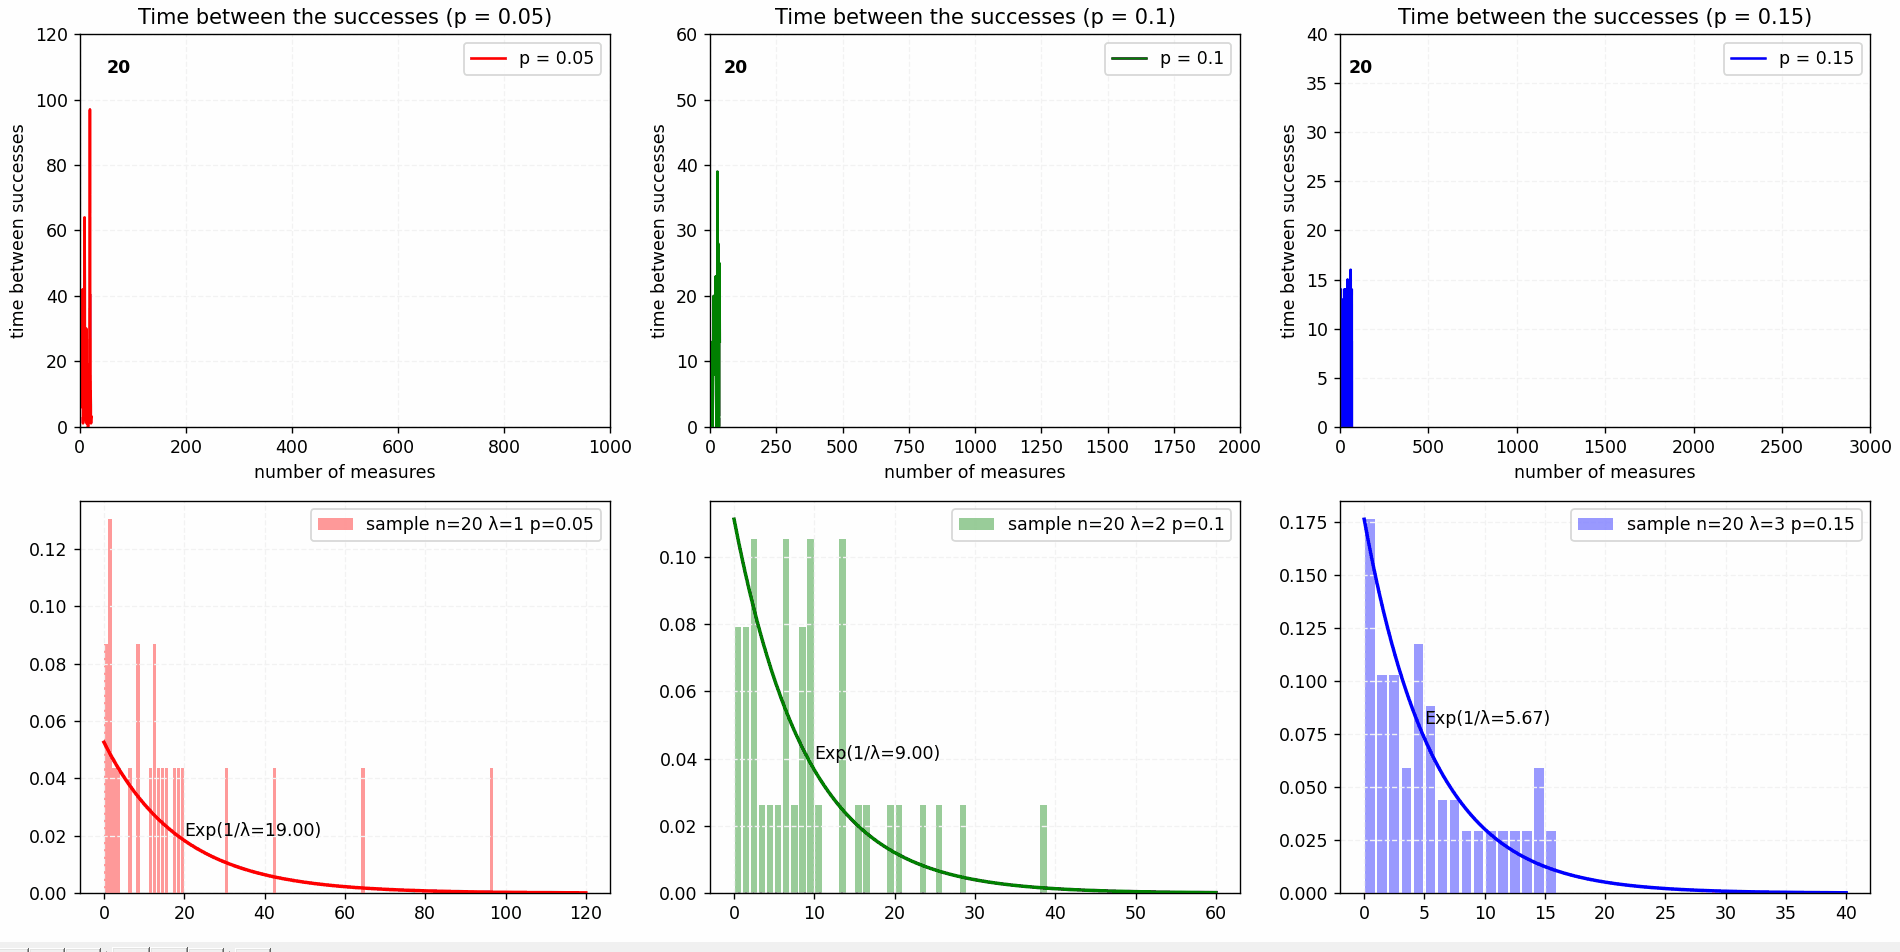 Time between the successes (p = 0.05)
120
100
80
60
40
20
0
time between successes
20
p = 0.05
0 200 400 600 800 1000
number of measures
Time between the successes (p = 0.1)
60
50
40
30
20
10
0
time between successes
20
p = 0.1
0 250 500 750 1000 1250 1500 1750 2000
number of measures
Time between the successes (p = 0.15)
40
35
30
25
20
15
10
5
0
time between successes
20
p = 0.15
0 500 1000 1500 2000 2500 3000
number of measures
sample n=20 λ=1 p=0.05
0.12
0.10
0.08
0.06
0.04
0.02
0.00
Exp(1/λ=19.00)
0 20 40 60 80 100 120
sample n=20 λ=2 p=0.1
0.10
0.08
0.06
0.04
0.02
0.00
Exp(1/λ=9.00)
0 10 20 30 40 50 60
sample n=20 λ=3 p=0.15
0.175
0.150
0.125
0.100
0.075
0.050
0.025
0.000
Exp(1/λ=5.67)
0 5 10 15 20 25 30 35 40